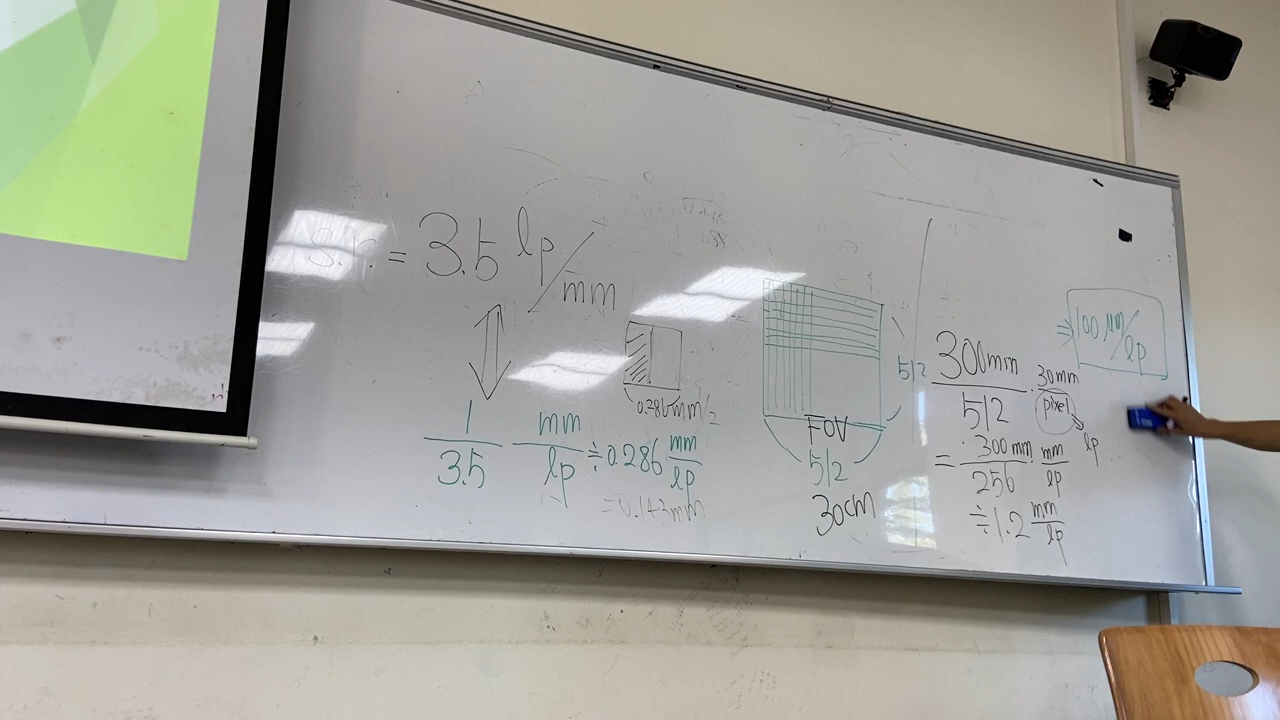 s.r. = 3.5 lp/mm
1/3.5 mm/lp ≒ 0.286 mm/lp
= 0.143mm
0.286mm/2
FOV
512
30cm
512
300mm/512 · 30mm/pixel
lp
= 300mm/256 · mm/lp
≒ 1.2 mm/lp
⇒ 100 μm/lp